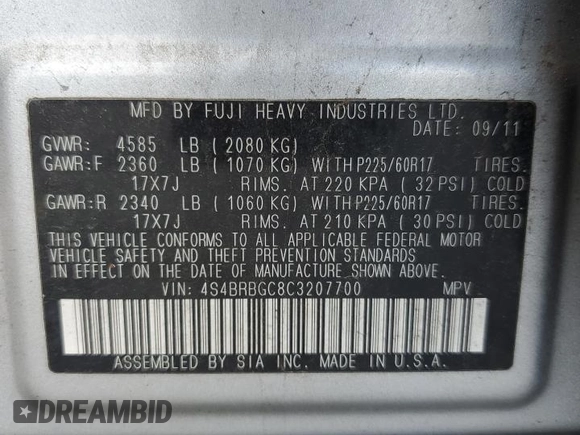 MFD BY FUJI HEAVY INDUSTRIES LTD.
DATE: 09/11
GVWR: 4585 LB ( 2080 KG)
GAWR:F 2360 LB ( 1070 KG) WITH P225/60R17 TIRES.
17X7J RIMS. AT 220 KPA ( 32 PSI) COLD
GAWR:R 2340 LB ( 1060 KG) WITH P225/60R17 TIRES.
17X7J RIMS. AT 210 KPA ( 30 PSI) COLD
THIS VEHICLE CONFORMS TO ALL APPLICABLE FEDERAL MOTOR
VEHICLE SAFETY AND THEFT PREVENTION STANDARDS
IN EFFECT ON THE DATE OF MANUFACTURE SHOWN ABOVE.
VIN: 4S4BRBGC8C3207700 MPV
ASSEMBLED BY SIA INC. MADE IN U.S.A.
DREAMBID